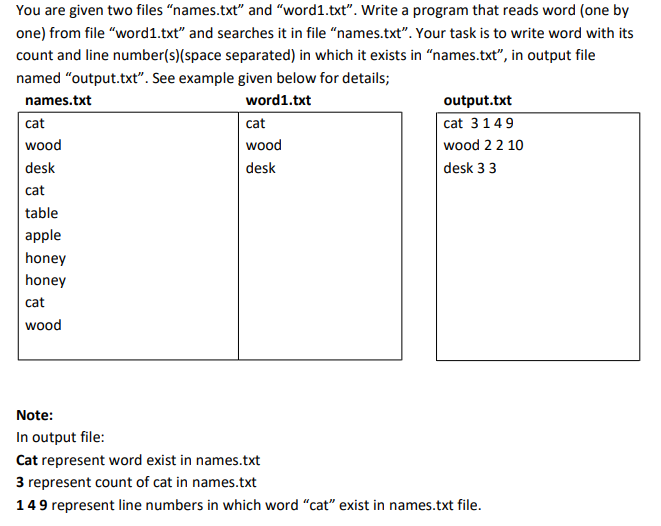 You are given two files “names.txt” and “word1.txt”. Write a program that reads word (one by
one) from file “word1.txt” and searches it in file “names.txt”. Your task is to write word with its
count and line number(s)(space separated) in which it exists in “names.txt”, in output file
named “output.txt”. See example given below for details;
names.txt word1.txt output.txt
cat cat cat 3 1 4 9
wood wood wood 2 2 10
desk desk desk 3 3
cat
table
apple
honey
honey
cat
wood
Note:
In output file:
Cat represent word exist in names.txt
3 represent count of cat in names.txt
1 4 9 represent line numbers in which word “cat” exist in names.txt file.